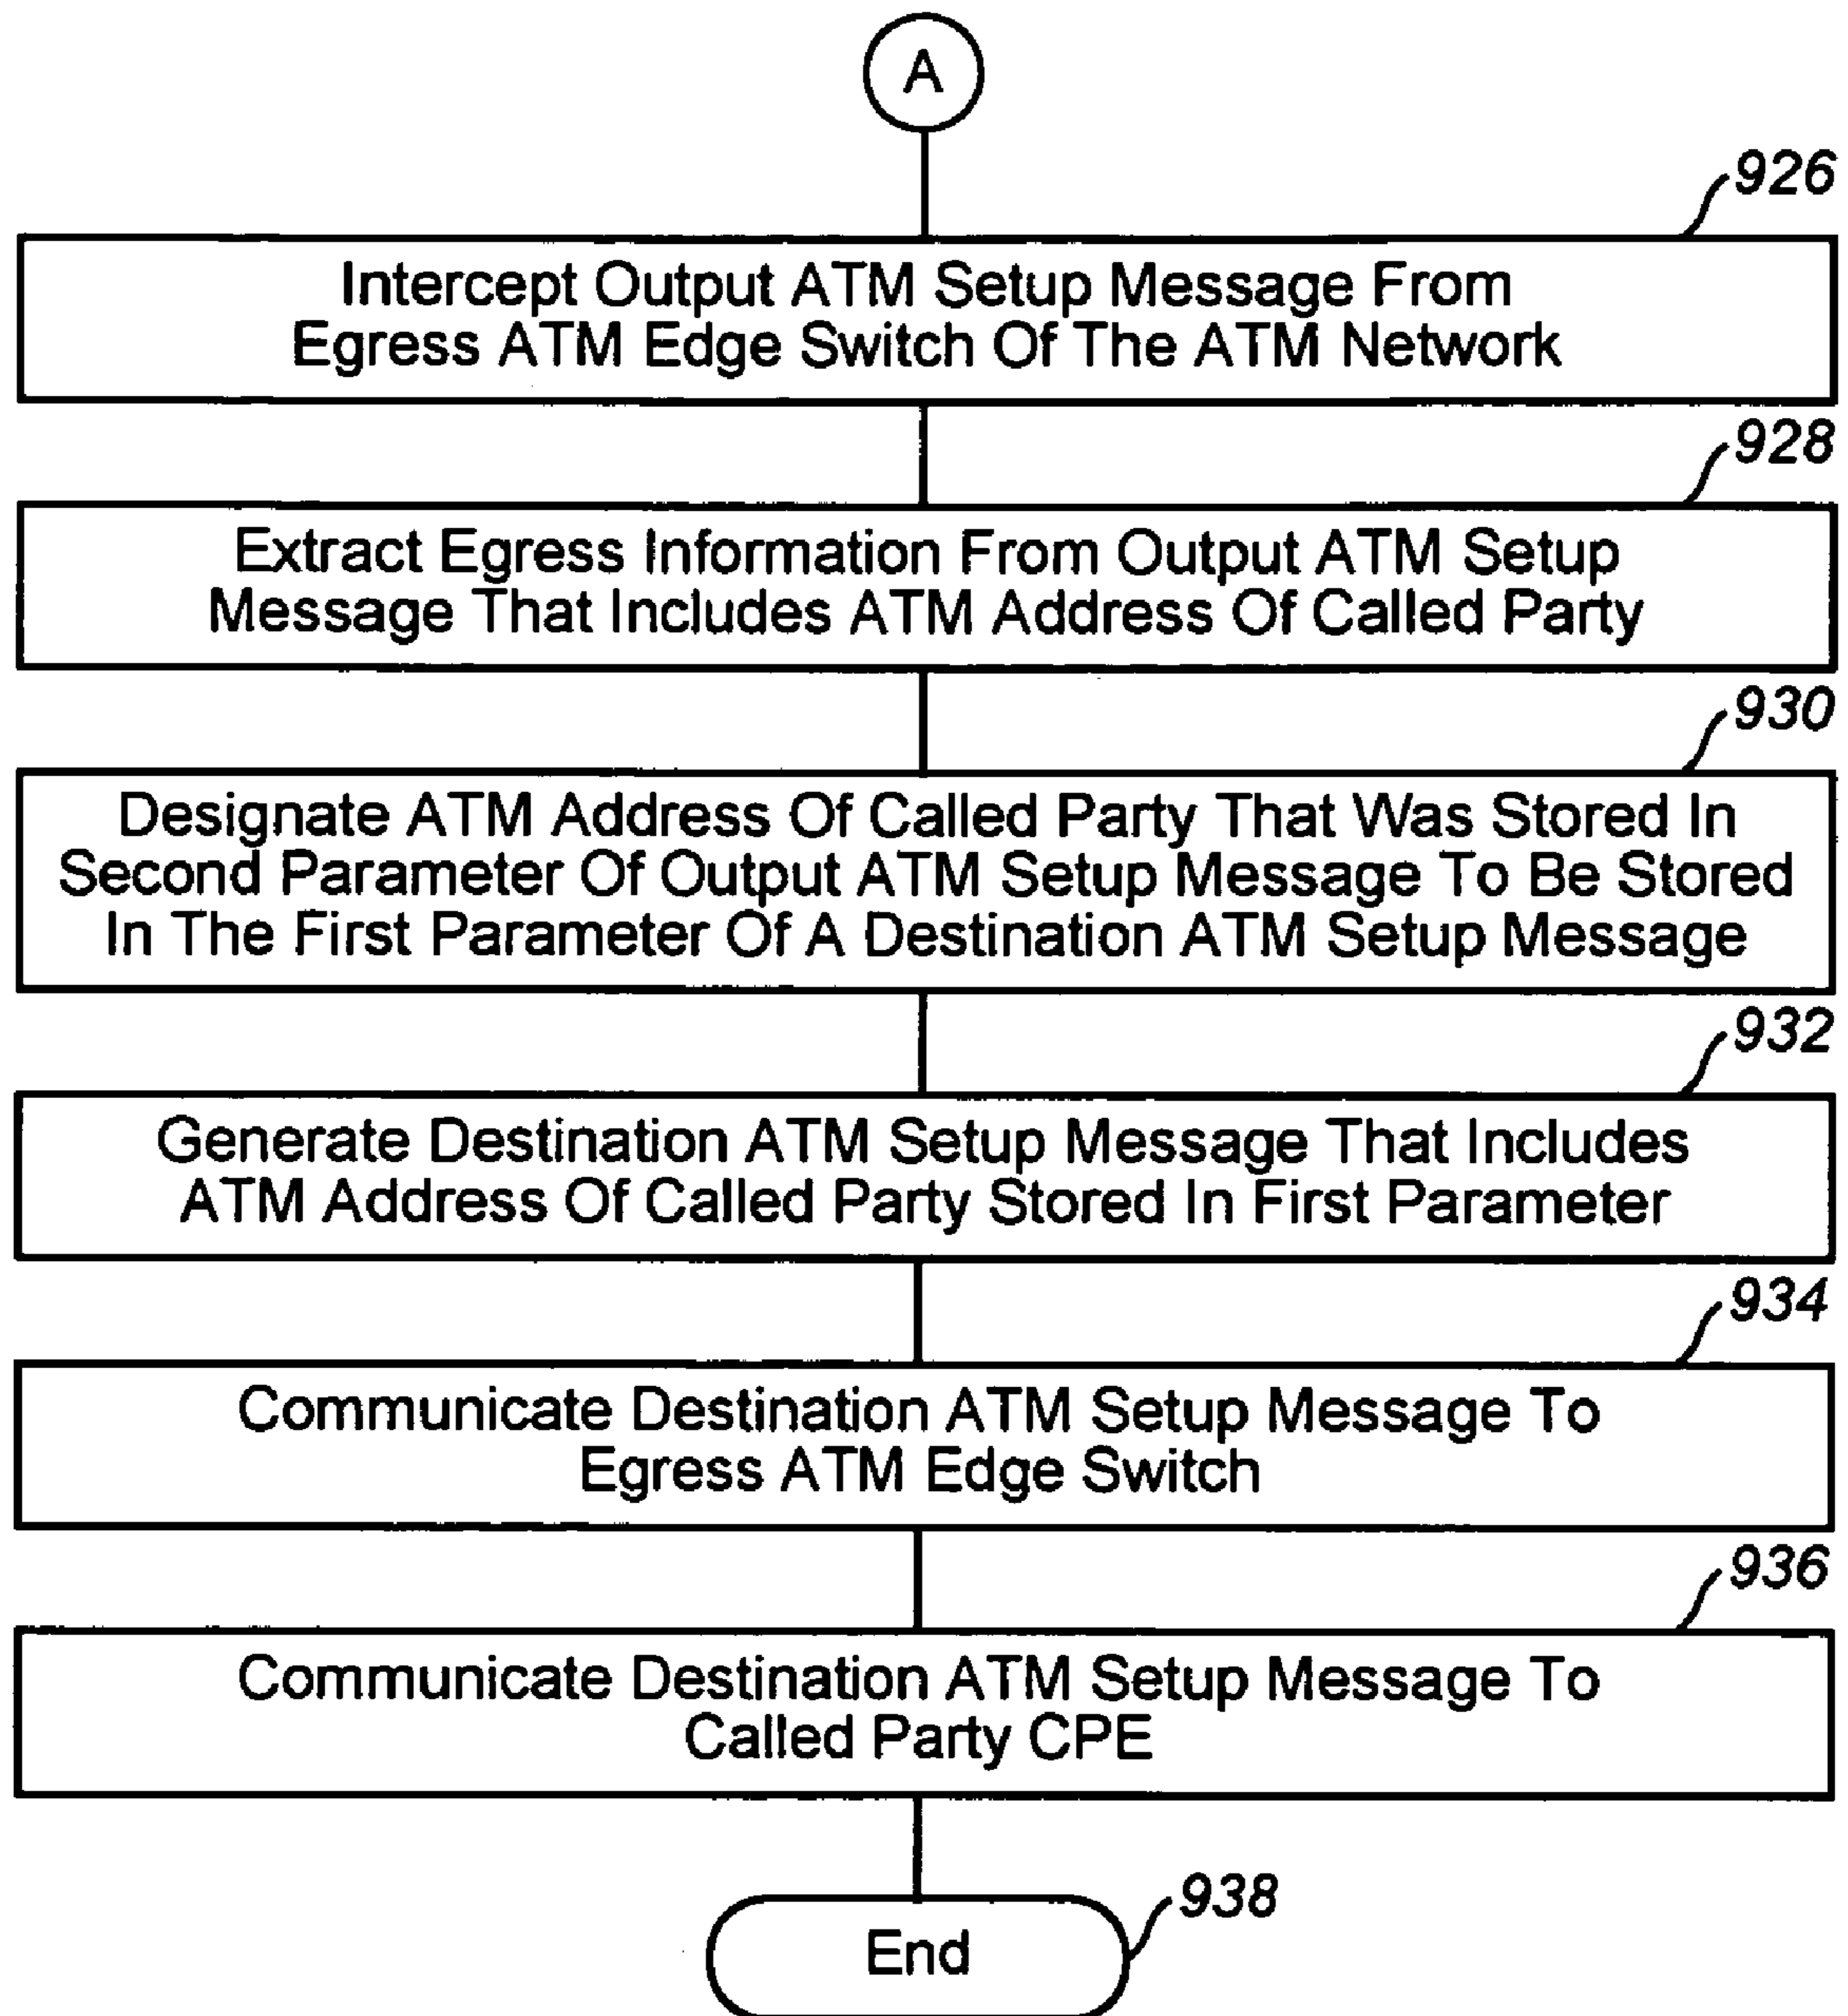 A
926
Intercept Output ATM Setup Message From
Egress ATM Edge Switch Of The ATM Network
928
Extract Egress Information From Output ATM Setup
Message That Includes ATM Address Of Called Party
930
Designate ATM Address Of Called Party That Was Stored In
Second Parameter Of Output ATM Setup Message To Be Stored
In The First Parameter Of A Destination ATM Setup Message
932
Generate Destination ATM Setup Message That Includes
ATM Address Of Called Party Stored In First Parameter
934
Communicate Destination ATM Setup Message To
Egress ATM Edge Switch
936
Communicate Destination ATM Setup Message To
Called Party CPE
938
End